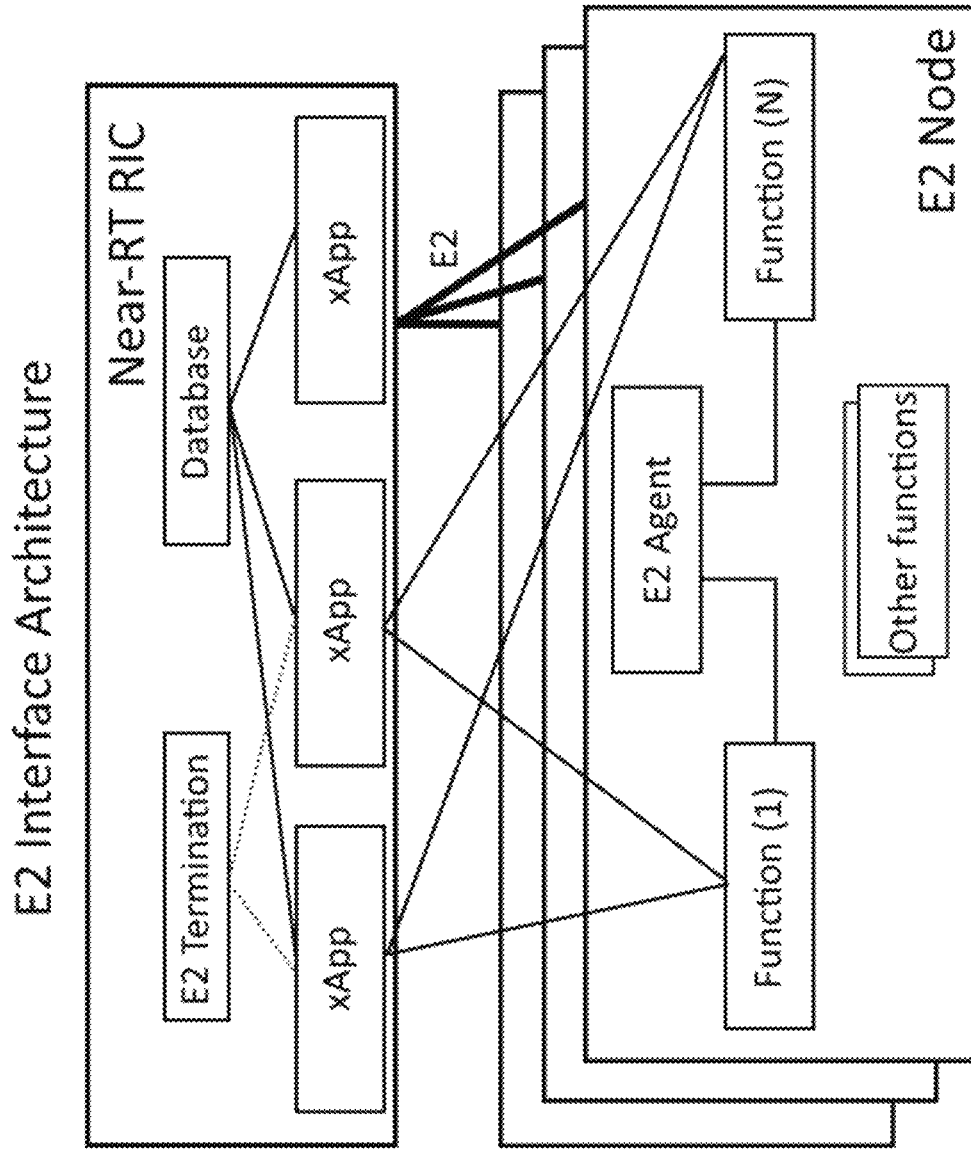 E2 Interface Architecture
Near-RT RIC
E2 Termination
Database
xApp
xApp
xApp
E2
E2 Agent
Function (1)
Function (N)
Other functions
E2 Node